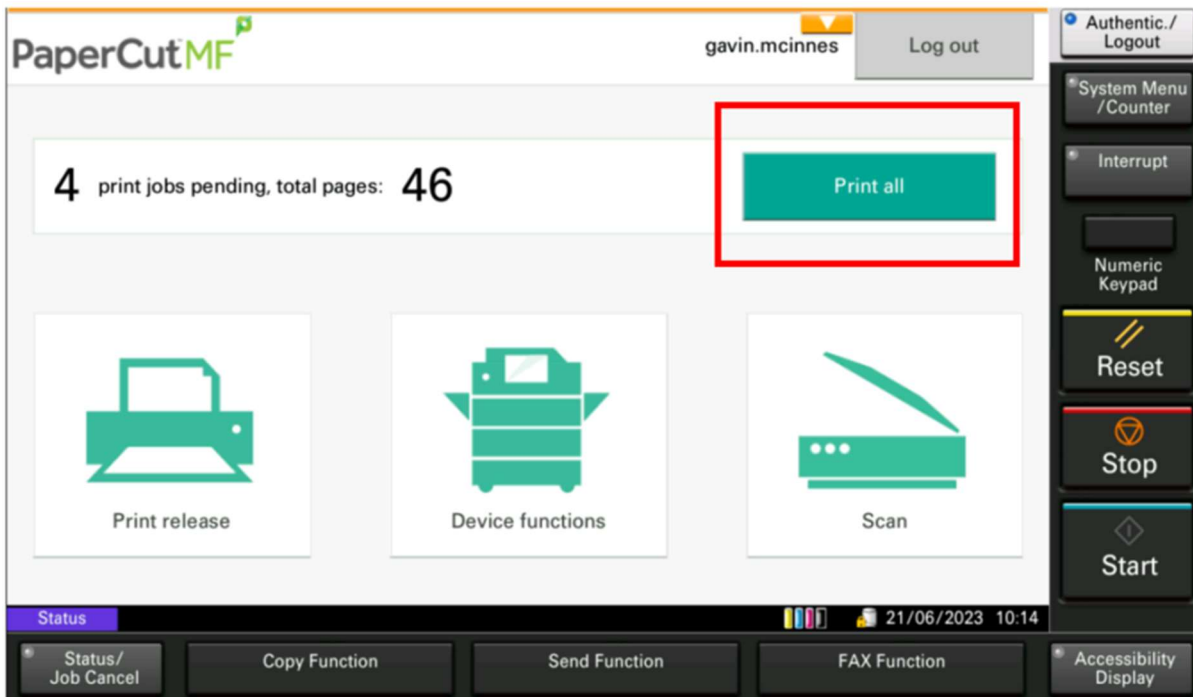 PaperCut MF
gavin.mcinnes
Log out
4 print jobs pending, total pages: 46
Print all
Print release
Device functions
Scan
Status
21/06/2023 10:14
Status/
Job Cancel
Copy Function
Send Function
FAX Function
Authentic./
Logout
System Menu
/Counter
Interrupt
Numeric
Keypad
Reset
Stop
Start
Accessibility
Display